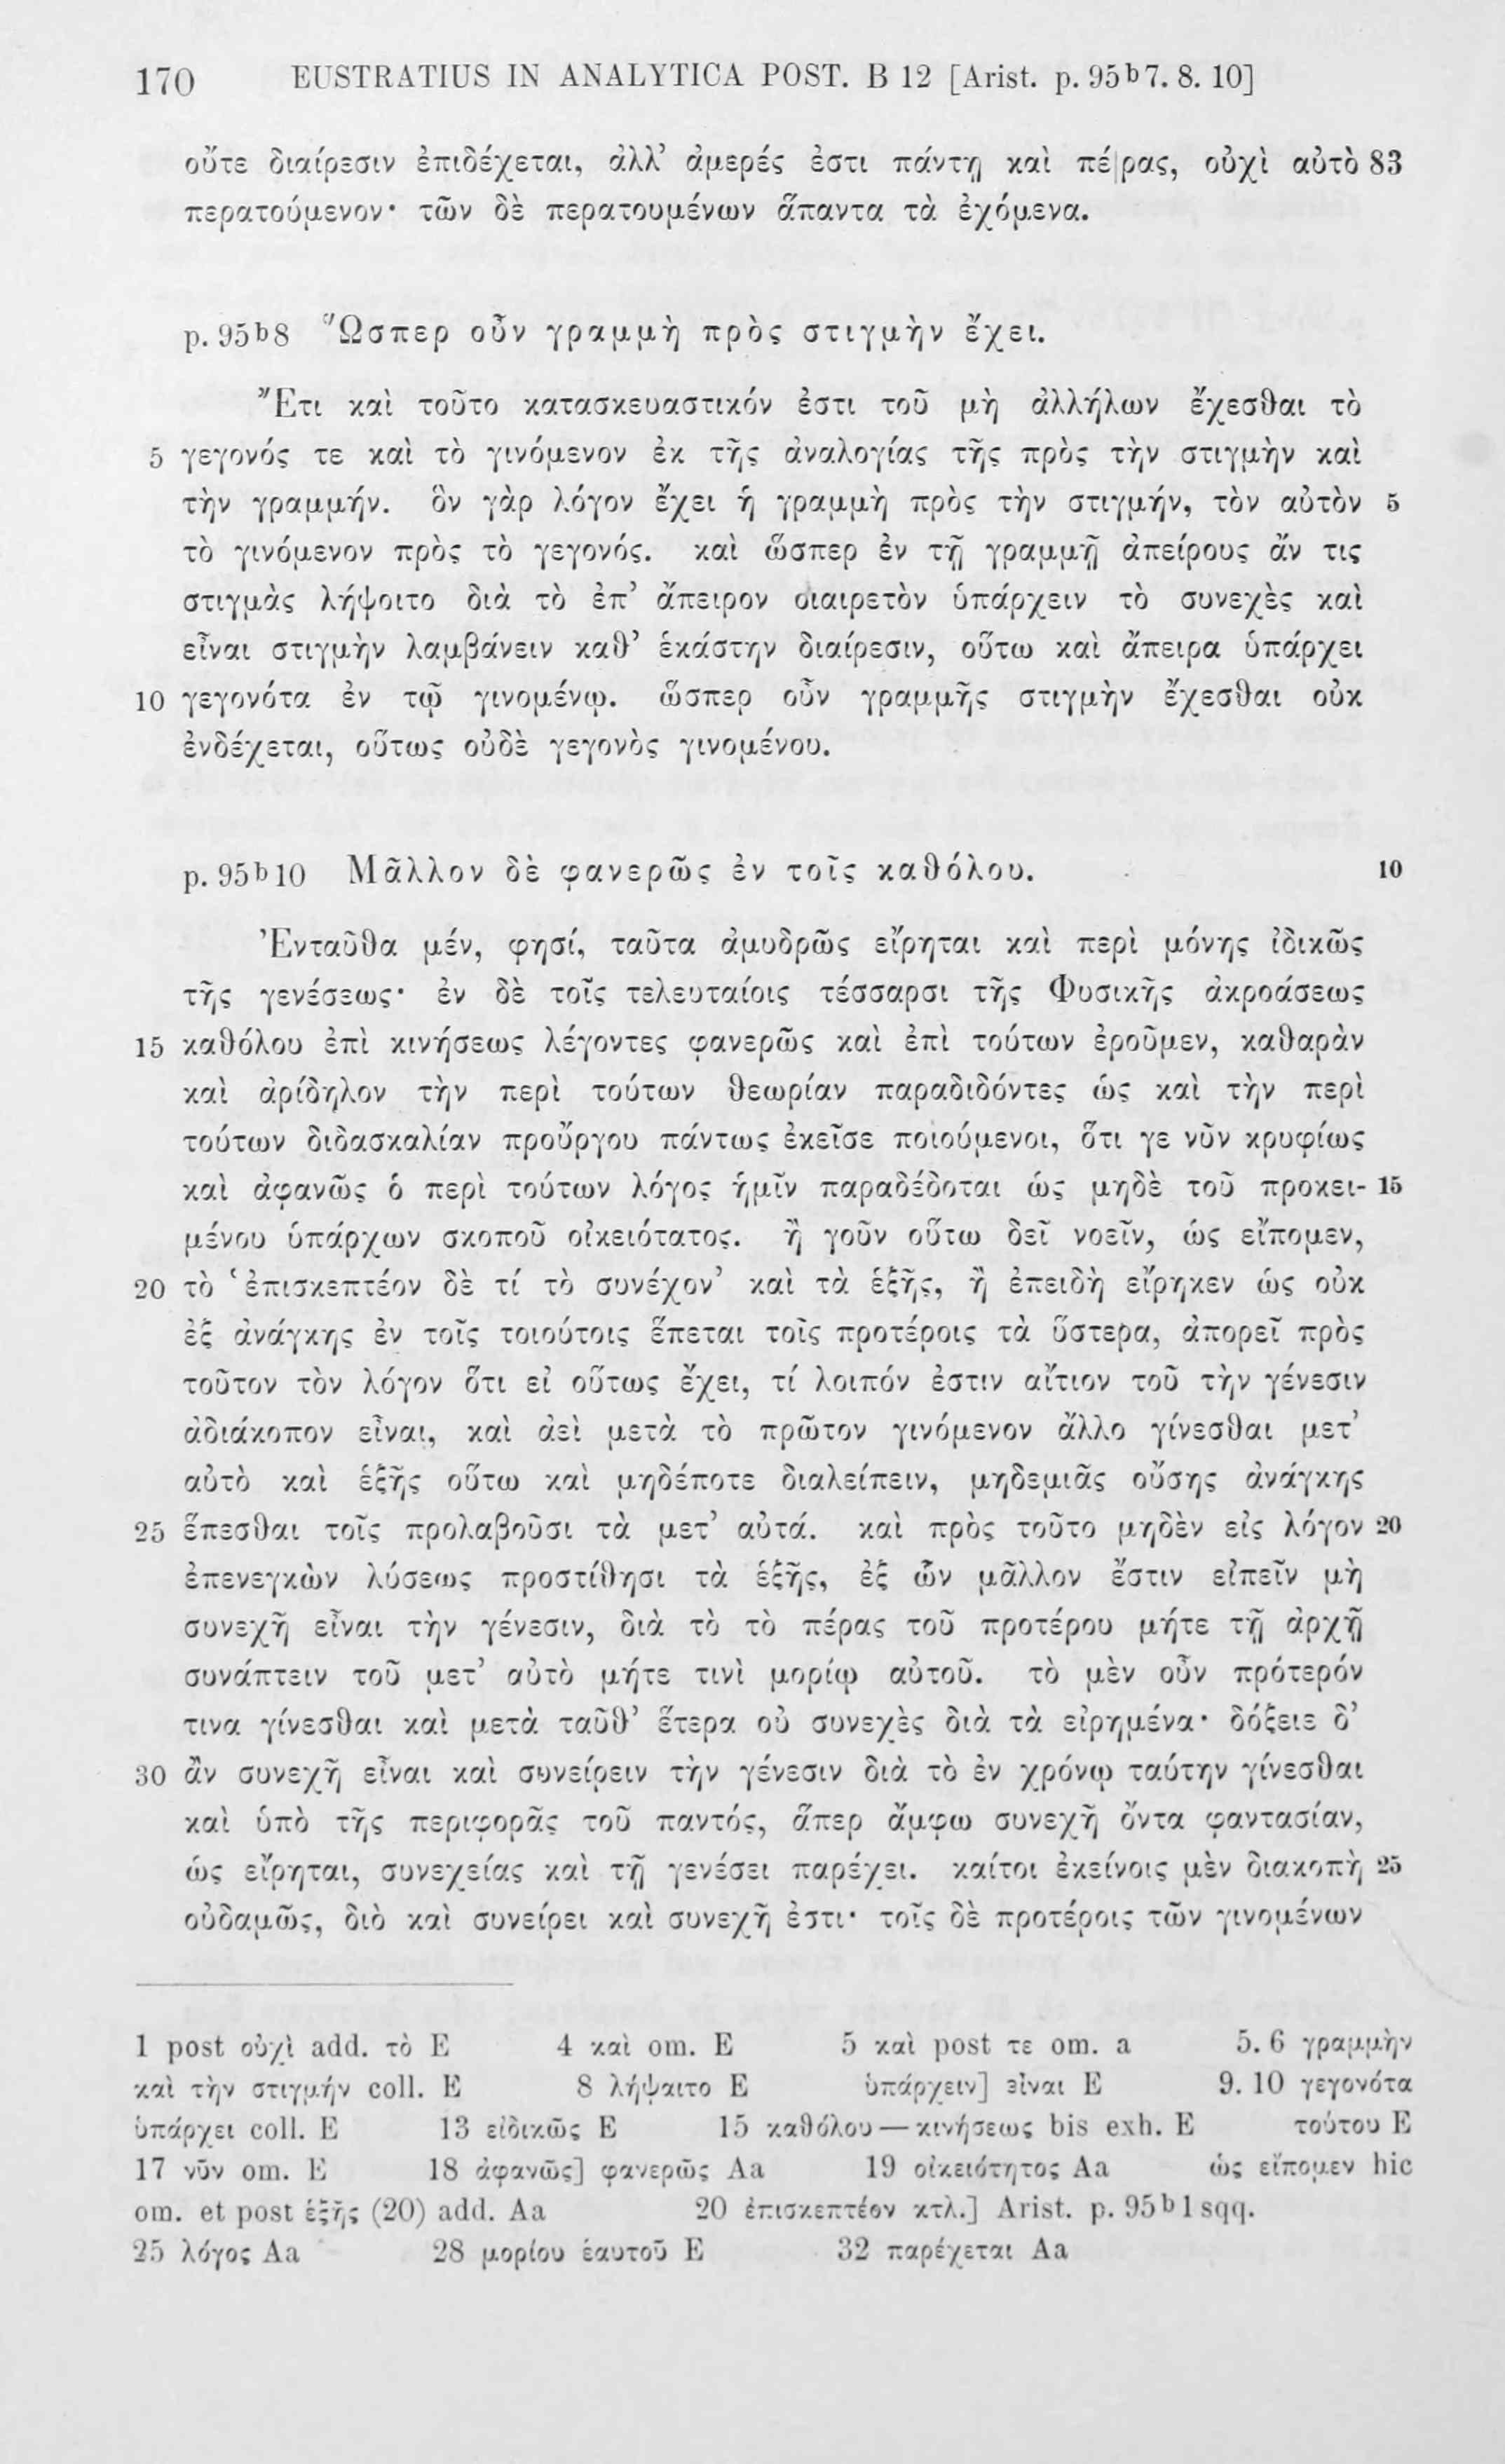 170 EUSTRATIUS IN ANALYTICA POST. B 12 [Arist. p. 95ᵇ7. 8. 10]
οὔτε διαίρεσιν ἐπιδέχεται, ἀλλ’ ἀμερές ἐστι πάντῃ καὶ πέ|ρας, οὐχὶ αὐτὸ 83
περατούμενον· τῶν δὲ περατουμένων ἅπαντα τὰ ἐχόμενα.
p. 95ᵇ8 Ὥσπερ οὖν γραμμὴ πρὸς στιγμὴν ἔχει.
Ἔτι καὶ τοῦτο κατασκευαστικόν ἐστι τοῦ μὴ ἀλλήλων ἔχεσθαι τὸ
5 γεγονός τε καὶ τὸ γινόμενον ἐκ τῆς ἀναλογίας τῆς πρὸς τὴν στιγμὴν καὶ
τὴν γραμμήν. ὃν γὰρ λόγον ἔχει ἡ γραμμὴ πρὸς τὴν στιγμήν, τὸν αὐτὸν 5
τὸ γινόμενον πρὸς τὸ γεγονός. καὶ ὥσπερ ἐν τῇ γραμμῇ ἀπείρους ἄν τις
στιγμὰς λήψοιτο διὰ τὸ ἐπ’ ἄπειρον διαιρετὸν ὑπάρχειν τὸ συνεχὲς καὶ
εἶναι στιγμὴν λαμβάνειν καθ’ ἑκάστην διαίρεσιν, οὕτω καὶ ἄπειρα ὑπάρχει
10 γεγονότα ἐν τῷ γινομένῳ. ὥσπερ οὖν γραμμῆς στιγμὴν ἔχεσθαι οὐκ
ἐνδέχεται, οὕτως οὐδὲ γεγονὸς γινομένου.
p. 95ᵇ10 Μᾶλλον δὲ φανερῶς ἐν τοῖς καθόλου. 10
Ἐνταῦθα μέν, φησί, ταῦτα ἀμυδρῶς εἴρηται καὶ περὶ μόνης ἰδικῶς
τῆς γενέσεως· ἐν δὲ τοῖς τελευταίοις τέσσαρσι τῆς Φυσικῆς ἀκροάσεως
15 καθόλου ἐπὶ κινήσεως λέγοντες φανερῶς καὶ ἐπὶ τούτων ἐροῦμεν, καθαρὰν
καὶ ἀρίδηλον τὴν περὶ τούτων θεωρίαν παραδιδόντες ὡς καὶ τὴν περὶ
τούτων διδασκαλίαν προὔργου πάντως ἐκεῖσε ποιούμενοι, ὅτι γε νῦν κρυφίως
καὶ ἀφανῶς ὁ περὶ τούτων λόγος ἡμῖν παραδέδοται ὡς μηδὲ τοῦ προκει- 15
μένου ὑπάρχων σκοποῦ οἰκειότατος. ἢ γοῦν οὕτω δεῖ νοεῖν, ὡς εἴπομεν,
20 τὸ ‘ἐπισκεπτέον δὲ τί τὸ συνέχον’ καὶ τὰ ἑξῆς, ἢ ἐπειδὴ εἴρηκεν ὡς οὐκ
ἐξ ἀνάγκης ἐν τοῖς τοιούτοις ἕπεται τοῖς προτέροις τὰ ὕστερα, ἀπορεῖ πρὸς
τοῦτον τὸν λόγον ὅτι εἰ οὕτως ἔχει, τί λοιπόν ἐστιν αἴτιον τοῦ τὴν γένεσιν
ἀδιάκοπον εἶναι, καὶ ἀεὶ μετὰ τὸ πρῶτον γινόμενον ἄλλο γίνεσθαι μετ’
αὐτὸ καὶ ἑξῆς οὕτω καὶ μηδέποτε διαλείπειν, μηδεμιᾶς οὔσης ἀνάγκης
25 ἕπεσθαι τοῖς προλαβοῦσι τὰ μετ’ αὐτά. καὶ πρὸς τοῦτο μηδὲν εἰς λόγον 20
ἐπενεγκὼν λύσεως προστίθησι τὰ ἑξῆς, ἐξ ὧν μᾶλλον ἔστιν εἰπεῖν μὴ
συνεχῆ εἶναι τὴν γένεσιν, διὰ τὸ τὸ πέρας τοῦ προτέρου μήτε τῇ ἀρχῇ
συνάπτειν τοῦ μετ’ αὐτὸ μήτε τινὶ μορίῳ αὐτοῦ. τὸ μὲν οὖν πρότερόν
τινα γίνεσθαι καὶ μετὰ ταῦθ’ ἕτερα οὐ συνεχὲς διὰ τὰ εἰρημένα· δόξειε δ’
30 ἂν συνεχῆ εἶναι καὶ συνείρειν τὴν γένεσιν διὰ τὸ ἐν χρόνῳ ταύτην γίνεσθαι
καὶ ὑπὸ τῆς περιφορᾶς τοῦ παντός, ἅπερ ἄμφω συνεχῆ ὄντα φαντασίαν,
ὡς εἴρηται, συνεχείας καὶ τῇ γενέσει παρέχει. καίτοι ἐκείνοις μὲν διακοπὴ 25
οὐδαμῶς, διὸ καὶ συνείρει καὶ συνεχῆ ἐστι· τοῖς δὲ προτέροις τῶν γινομένων
1 post οὐχὶ add. τὸ E 4 καὶ om. E 5 καὶ post τε om. a 5. 6 γραμμὴν
καὶ τὴν στιγμήν coll. E 8 λήψαιτο E ὑπάρχειν] εἶναι E 9. 10 γεγονότα
ὑπάρχει coll. E 13 εἰδικῶς E 15 καθόλου—κινήσεως bis exh. E τούτου E
17 νῦν om. E 18 ἀφανῶς] φανερῶς Aa 19 οἰκειότητος Aa ὡς εἴπομεν hic
om. et post ἑξῆς (20) add. Aa 20 ἐπισκεπτέον κτλ.] Arist. p. 95ᵇ1 sqq.
25 λόγος Aa 28 μορίου ἑαυτοῦ E 32 παρέχεται Aa